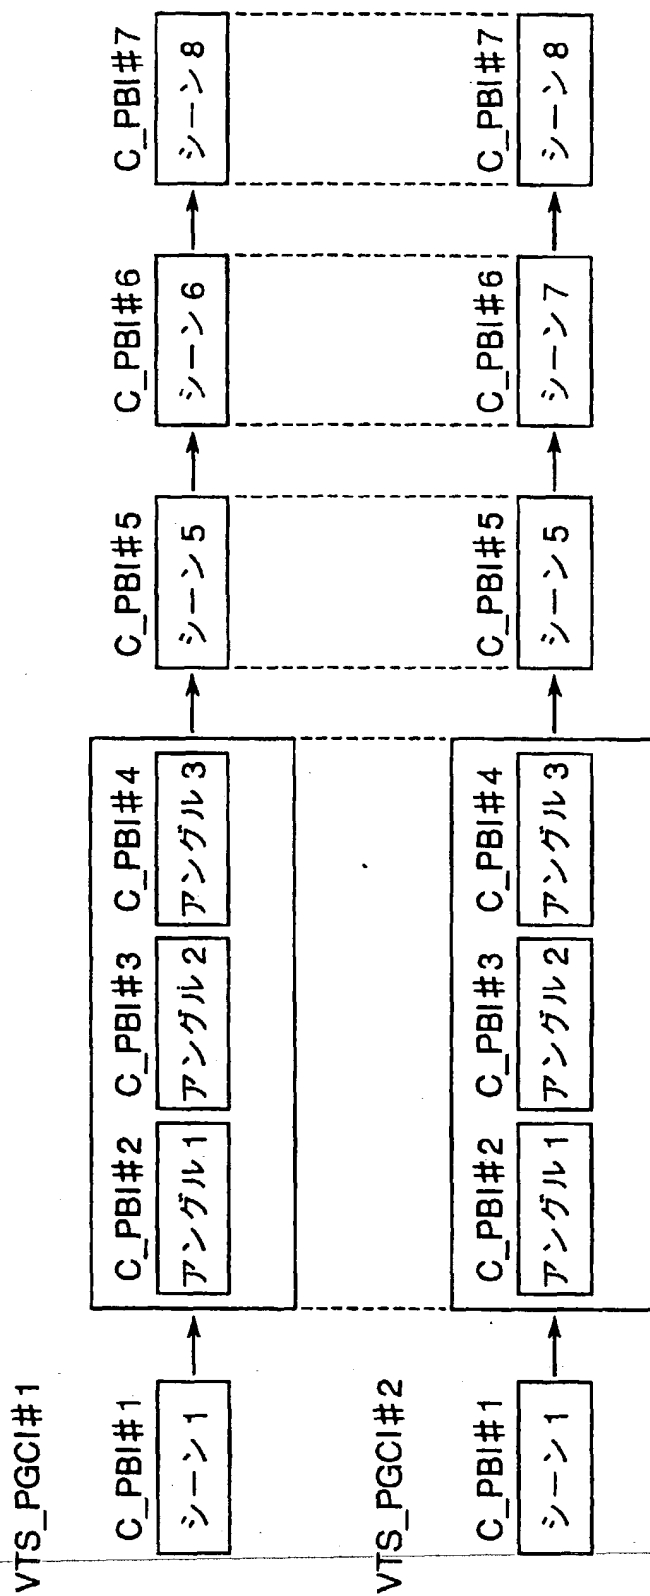 VTS_PGCI#1
C_PBI#1 C_PBI#2 C_PBI#3 C_PBI#4 C_PBI#5 C_PBI#6 C_PBI#7
シーン1 アングル1 アングル2 アングル3 シーン5 シーン6 シーン8
VTS_PGCI#2
C_PBI#1 C_PBI#2 C_PBI#3 C_PBI#4 C_PBI#5 C_PBI#6 C_PBI#7
シーン1 アングル1 アングル2 アングル3 シーン5 シーン7 シーン8